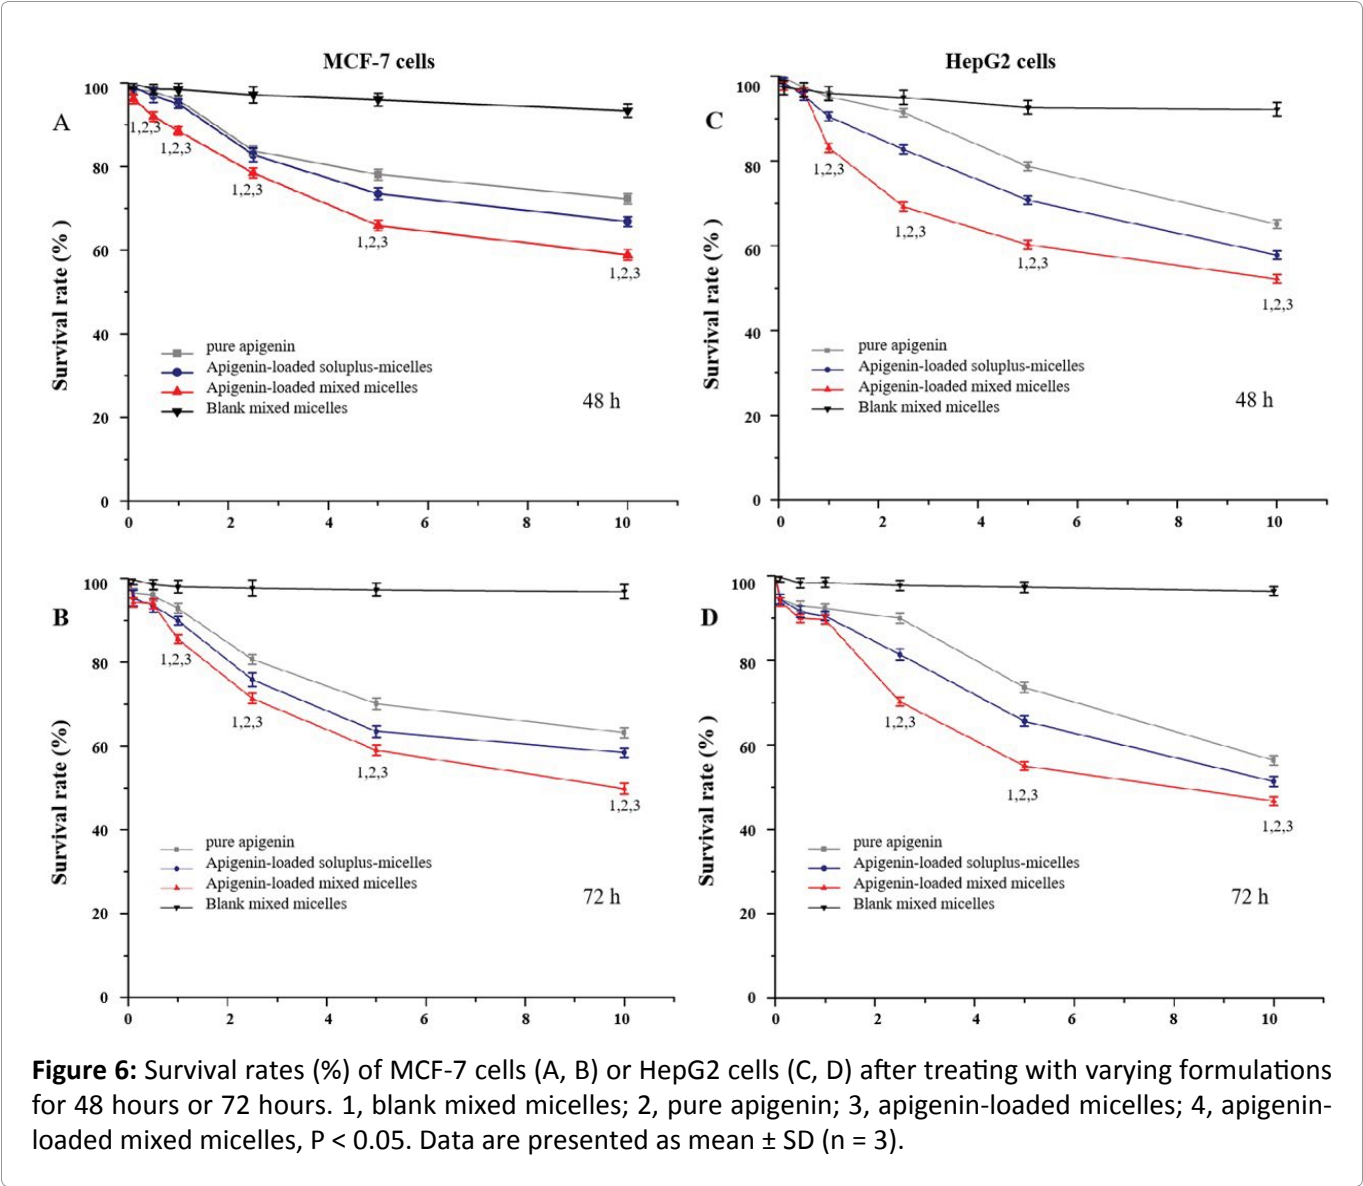 MCF-7 cells
A
100
80
60
40
20
0
Survival rate (% )
1,2,3
1,2,3
1,2,3
1,2,3
1,2,3
pure apigenin
Apigenin-loaded soluplus-micelles
Apigenin-loaded mixed micelles
Blank mixed micelles
48 h
0 2 4 6 8 10
HepG2 cells
C
100
80
60
40
20
0
Survival rate (% )
1,2,3
1,2,3
1,2,3
1,2,3
pure apigenin
Apigenin-loaded soluplus-micelles
Apigenin-loaded mixed micelles
Blank mixed micelles
48 h
0 2 4 6 8 10
B
100
80
60
40
20
0
Survival rate (%)
1,2,3
1,2,3
1,2,3
1,2,3
pure apigenin
Apigenin-loaded soluplus-micelles
Apigenin-loaded mixed micelles
Blank mixed micelles
72 h
0 2 4 6 8 10
D
100
80
60
40
20
0
Survival rate (% )
1,2,3
1,2,3
1,2,3
pure apigenin
Apigenin-loaded soluplus-micelles
Apigenin-loaded mixed micelles
Blank mixed micelles
72 h
0 2 4 6 8 10
Figure 6: Survival rates (%) of MCF-7 cells (A, B) or HepG2 cells (C, D) after treating with varying formulations
for 48 hours or 72 hours. 1, blank mixed micelles; 2, pure apigenin; 3, apigenin-loaded micelles; 4, apigenin-
loaded mixed micelles, P < 0.05. Data are presented as mean ± SD (n = 3).